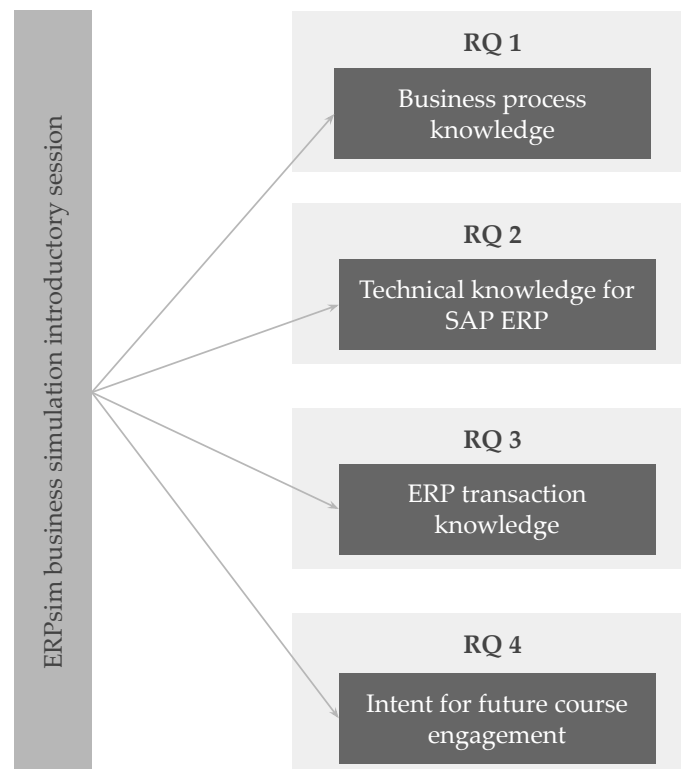 ERPsim business simulation introductory session
RQ 1
Business process
knowledge
RQ 2
Technical knowledge for
SAP ERP
RQ 3
ERP transaction
knowledge
RQ 4
Intent for future course
engagement